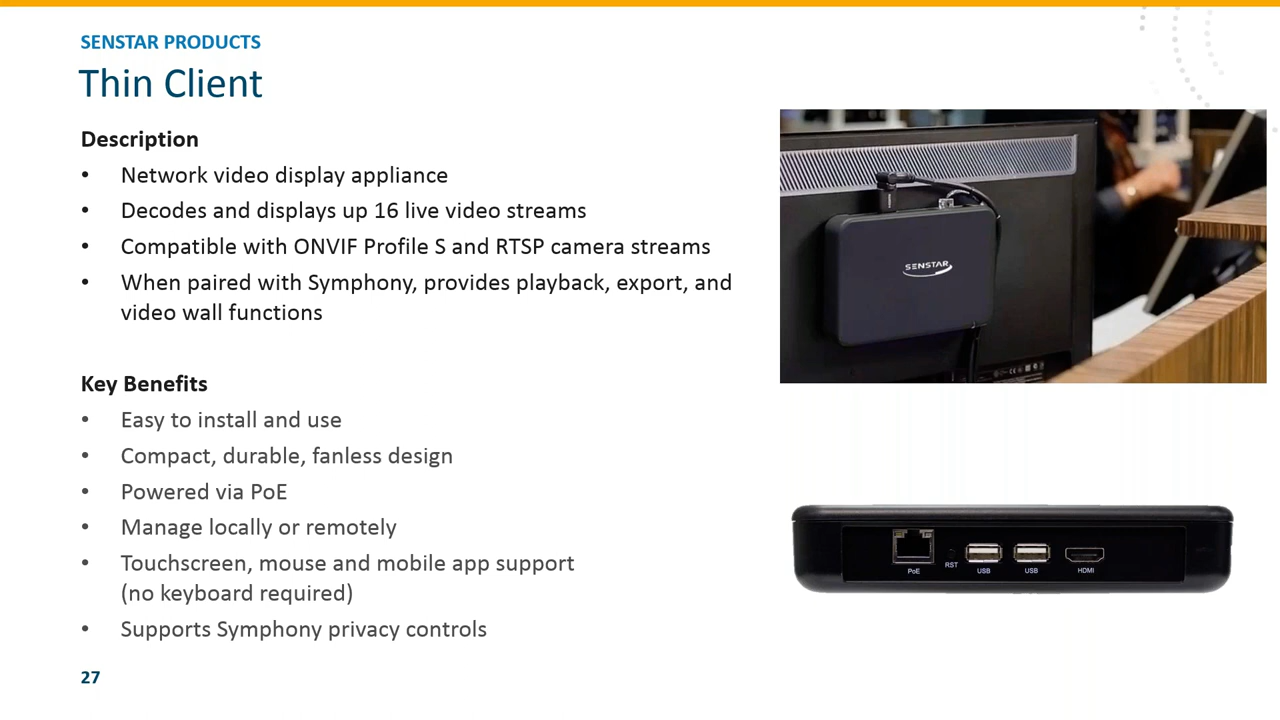 SENSTAR PRODUCTS
Thin Client
Description
• Network video display appliance
• Decodes and displays up 16 live video streams
• Compatible with ONVIF Profile S and RTSP camera streams
• When paired with Symphony, provides playback, export, and
video wall functions
Key Benefits
• Easy to install and use
• Compact, durable, fanless design
• Powered via PoE
• Manage locally or remotely
• Touchscreen, mouse and mobile app support
(no keyboard required)
• Supports Symphony privacy controls
27
SENSTAR
PoE
RST
USB
USB
HDMI